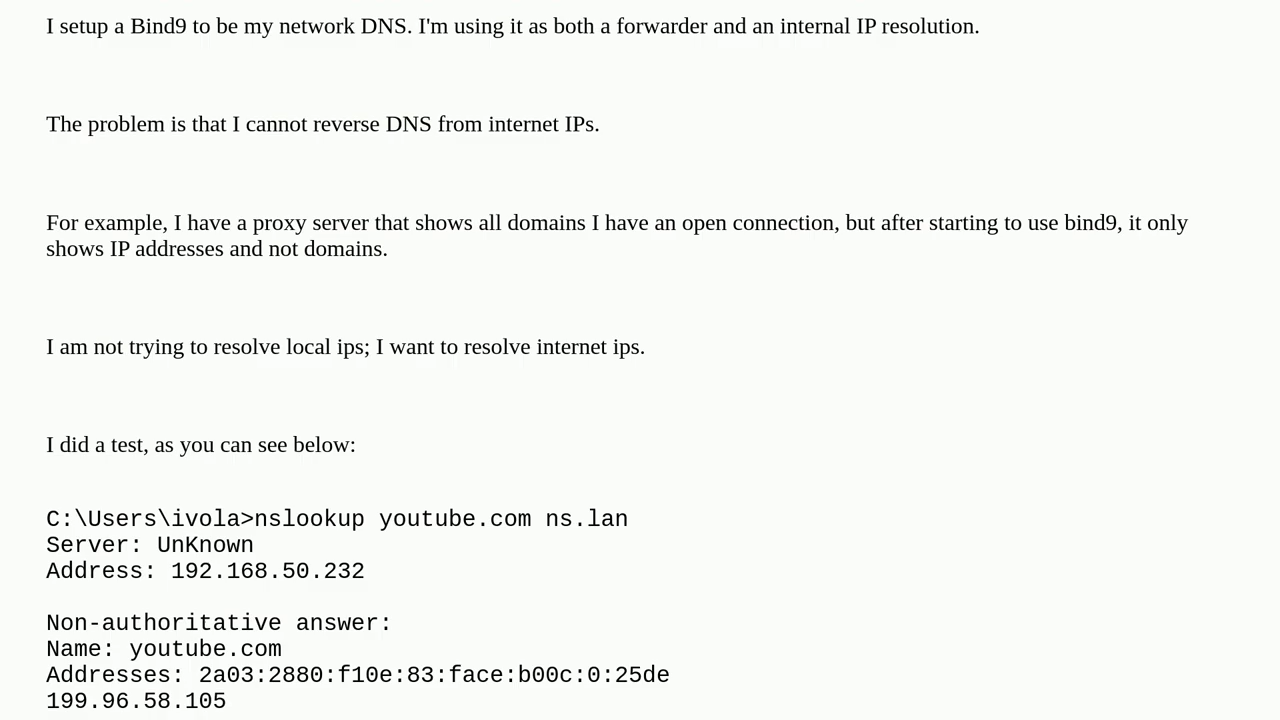 I setup a Bind9 to be my network DNS. I'm using it as both a forwarder and an internal IP resolution.
The problem is that I cannot reverse DNS from internet IPs.
For example, I have a proxy server that shows all domains I have an open connection, but after starting to use bind9, it only
shows IP addresses and not domains.
I am not trying to resolve local ips; I want to resolve internet ips.
I did a test, as you can see below:
C:\Users\ivola>nslookup youtube.com ns.lan
Server: UnKnown
Address: 192.168.50.232
Non-authoritative answer:
Name: youtube.com
Addresses: 2a03:2880:f10e:83:face:b00c:0:25de
199.96.58.105